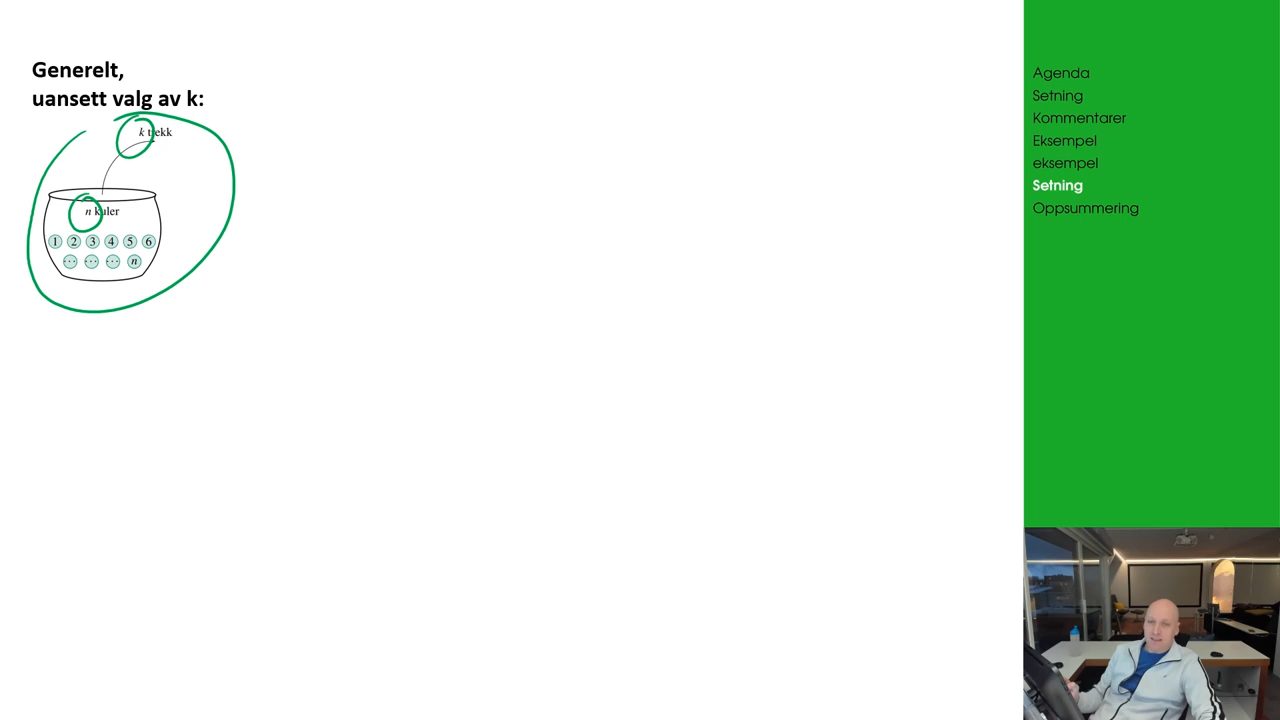 Generelt,
uansett valg av k:
k trekk
n kuler
1 2 3 4 5 6
··· ··· ··· n
Agenda
Setning
Kommentarer
Eksempel
eksempel
Setning
Oppsummering